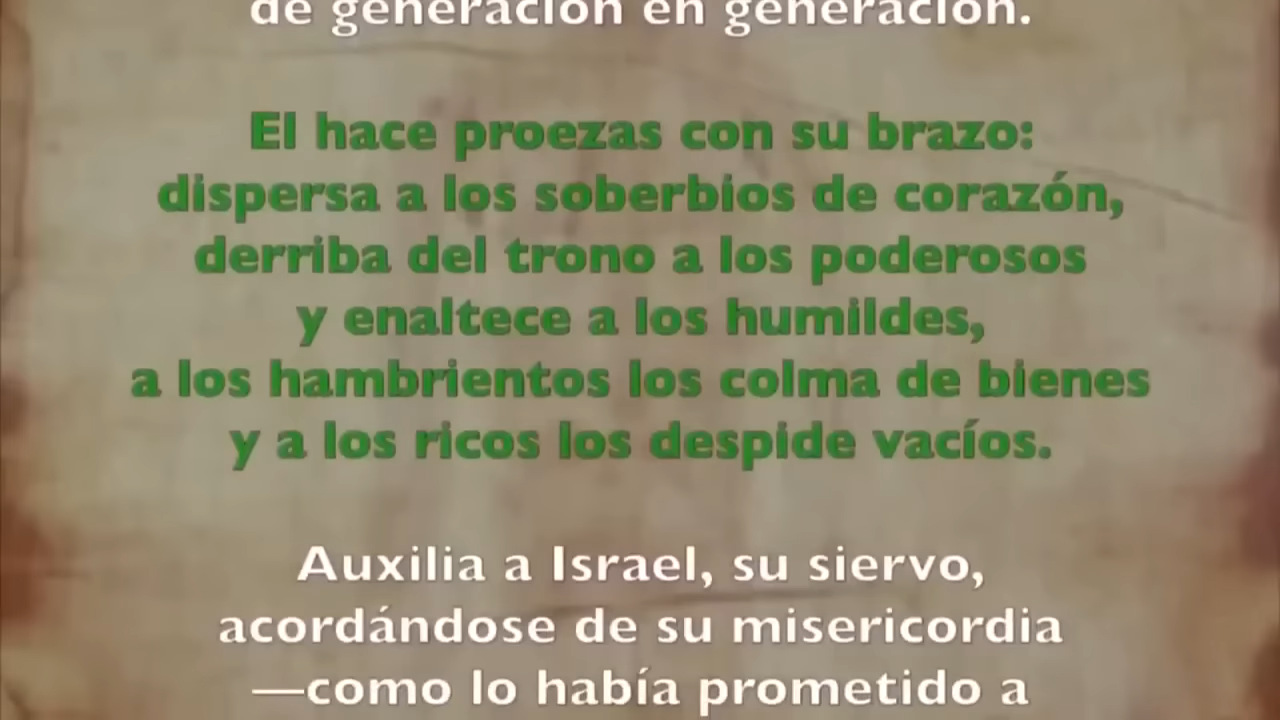 de generación en generación.
El hace proezas con su brazo:
dispersa a los soberbios de corazón,
derriba del trono a los poderosos
y enaltece a los humildes,
a los hambrientos los colma de bienes
y a los ricos los despide vacíos.
Auxilia a Israel, su siervo,
acordándose de su misericordia
—como lo había prometido a